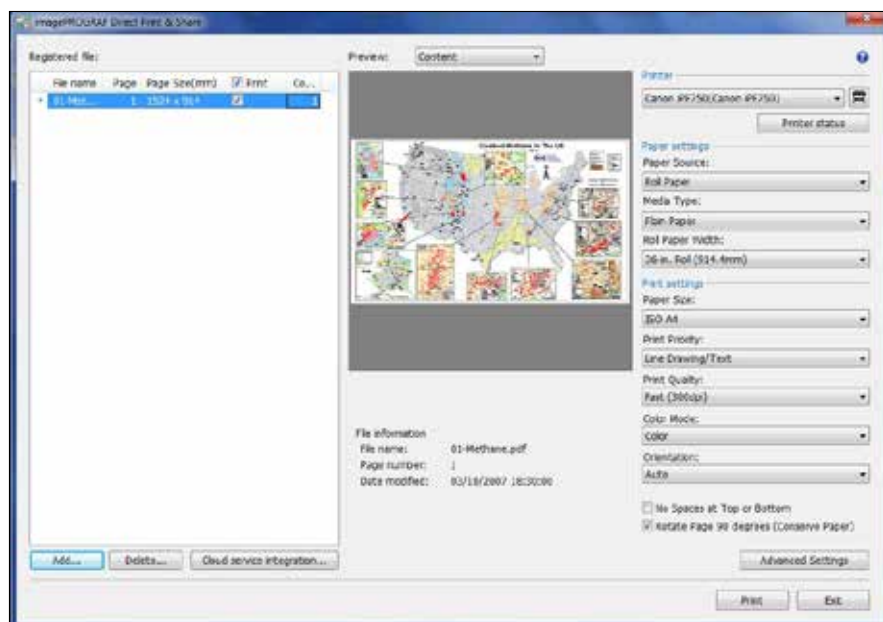 imagePROGRAF Direct Print & Share
Registered file:
File name Page Page Size(mm) Print Co...
01-Met... 1 1524 x 914 1
Add... Delete... Cloud service integration...
Preview: Content
File information
File name: 01-Methane.pdf
Page number: 1
Date modified: 03/18/2007 18:30:00
Printer
Canon iPF750(Canon iPF750)
Printer status
Paper settings
Paper Source:
Roll Paper
Media Type:
Plain Paper
Roll Paper Width:
36-in. Roll (914.4mm)
Print settings
Paper Size:
ISO A4
Print Priority:
Line Drawing/Text
Print Quality:
Fast (300dpi)
Color Mode:
Color
Orientation:
Auto
No Spaces at Top or Bottom
Rotate Page 90 degrees (Conserve Paper)
Advanced Settings
Print Exit